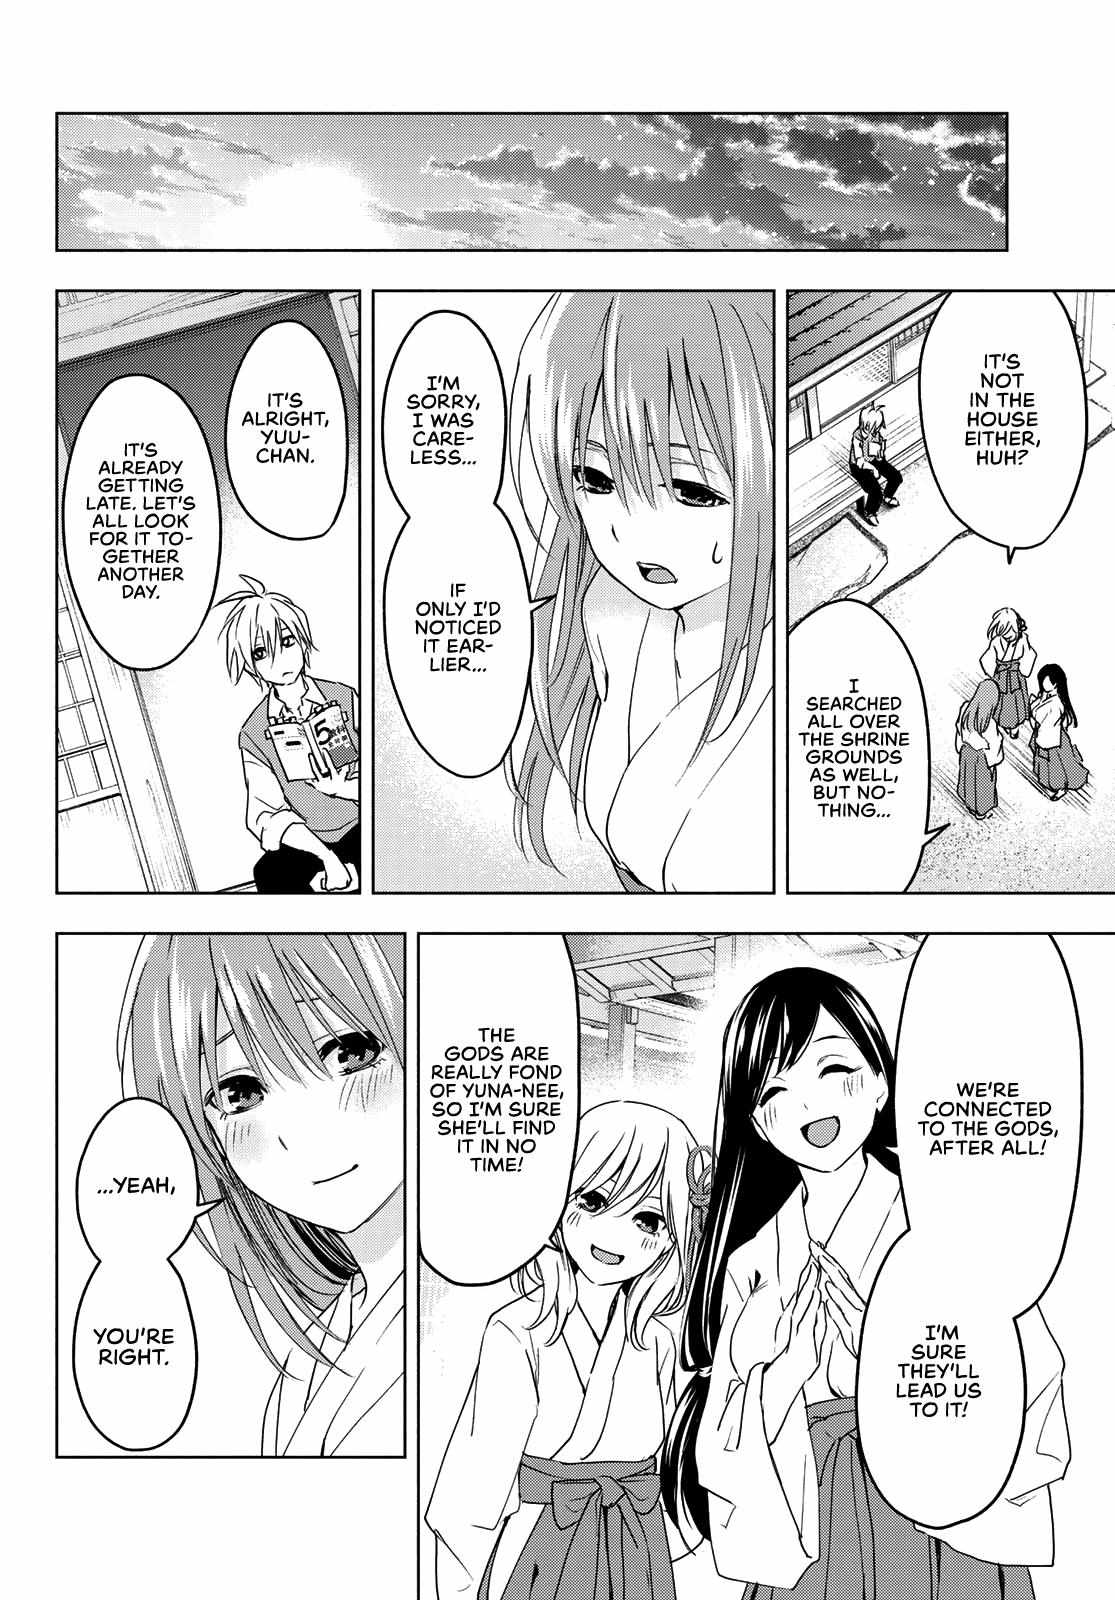 IT'S
NOT
IN THE
HOUSE
EITHER,
HUH?
I
SEARCHED
ALL OVER
THE SHRINE
GROUNDS
AS WELL,
BUT NO-
THING...
I'M
SORRY,
I WAS
CARE-
LESS...
IF
ONLY I'D
NOTICED
IT EAR-
LIER...
IT'S
ALRIGHT,
YUU-
CHAN.
IT'S
ALREADY
GETTING
LATE. LET'S
ALL LOOK
FOR IT TO-
GETHER
ANOTHER
DAY.
5
WE'RE
CONNECTED
TO THE GODS,
AFTER ALL!
I'M
SURE
THEY'LL
LEAD US
TO IT!
THE
GODS ARE
REALLY FOND
OF YUNA-NEE,
SO I'M SURE
SHE'LL FIND
IT IN NO
TIME!
...YEAH,
YOU'RE
RIGHT.